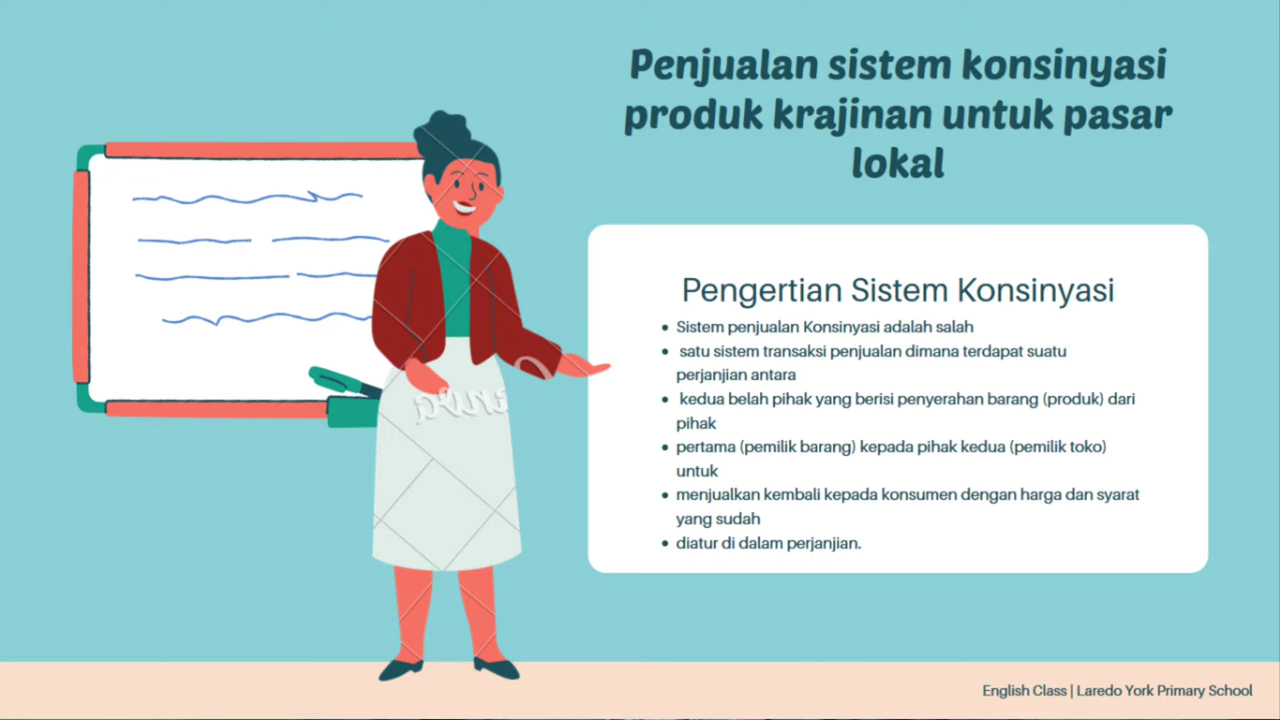 Penjualan sistem konsinyasi
produk krajinan untuk pasar
lokal
Pengertian Sistem Konsinyasi
• Sistem penjualan Konsinyasi adalah salah
• satu sistem transaksi penjualan dimana terdapat suatu
perjanjian antara
• kedua belah pihak yang berisi penyerahan barang (produk) dari
pihak
• pertama (pemilik barang) kepada pihak kedua (pemilik toko)
untuk
• menjualkan kembali kepada konsumen dengan harga dan syarat
yang sudah
• diatur di dalam perjanjian.
Canva
English Class | Laredo York Primary School